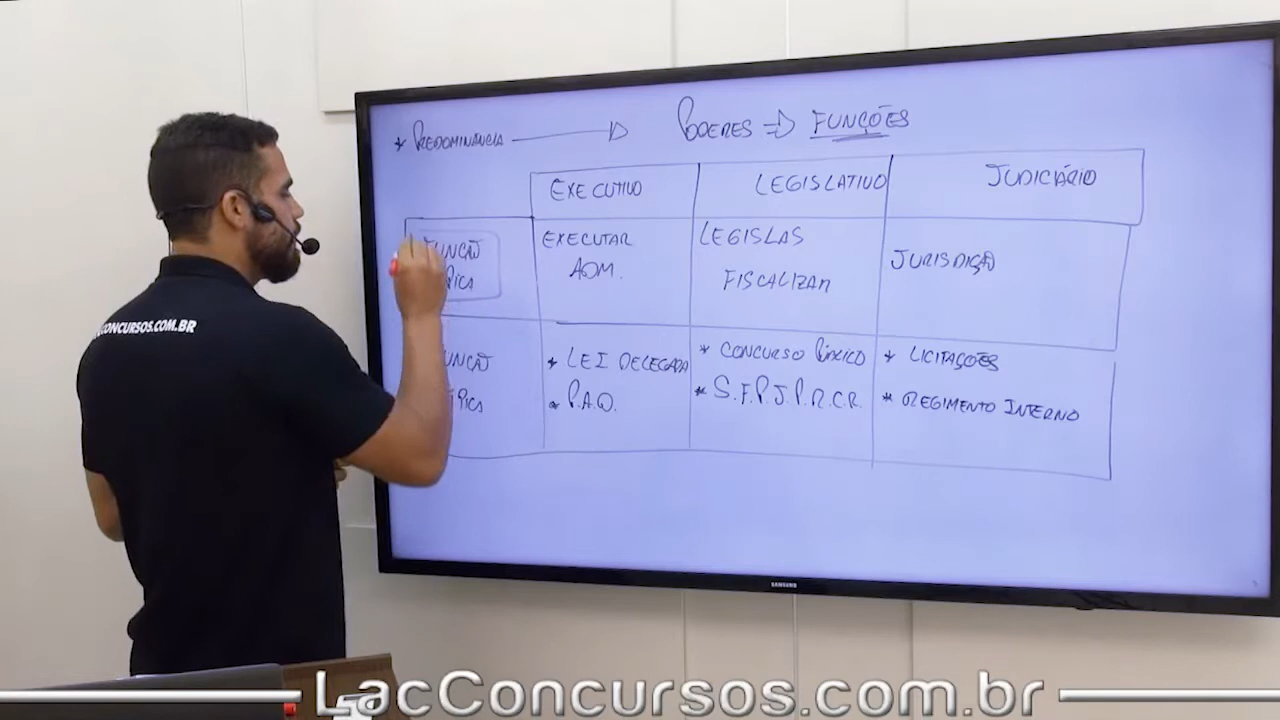 * PREDOMINÂNCIA → PODERES ⇒ FUNÇÕES
EXECUTIVO LEGISLATIVO JUDICIÁRIO
EXECUTAR
ADM.
LEGISLAR
FISCALIZAR
JURISDIÇÃO
* LEI DELEGADA
* P.A.D.
* CONCURSO PÚBLICO
* S.F.P J.P.R.C.R.
* LICITAÇÕES
* REGIMENTO INTERNO
CONCURSOS.COM.BR
SAMSUNG
LacConcursos.com.br